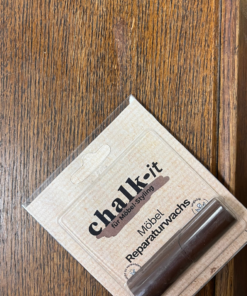 chalk-it
für Möbel-Styling
Möbel
Reparaturwachs